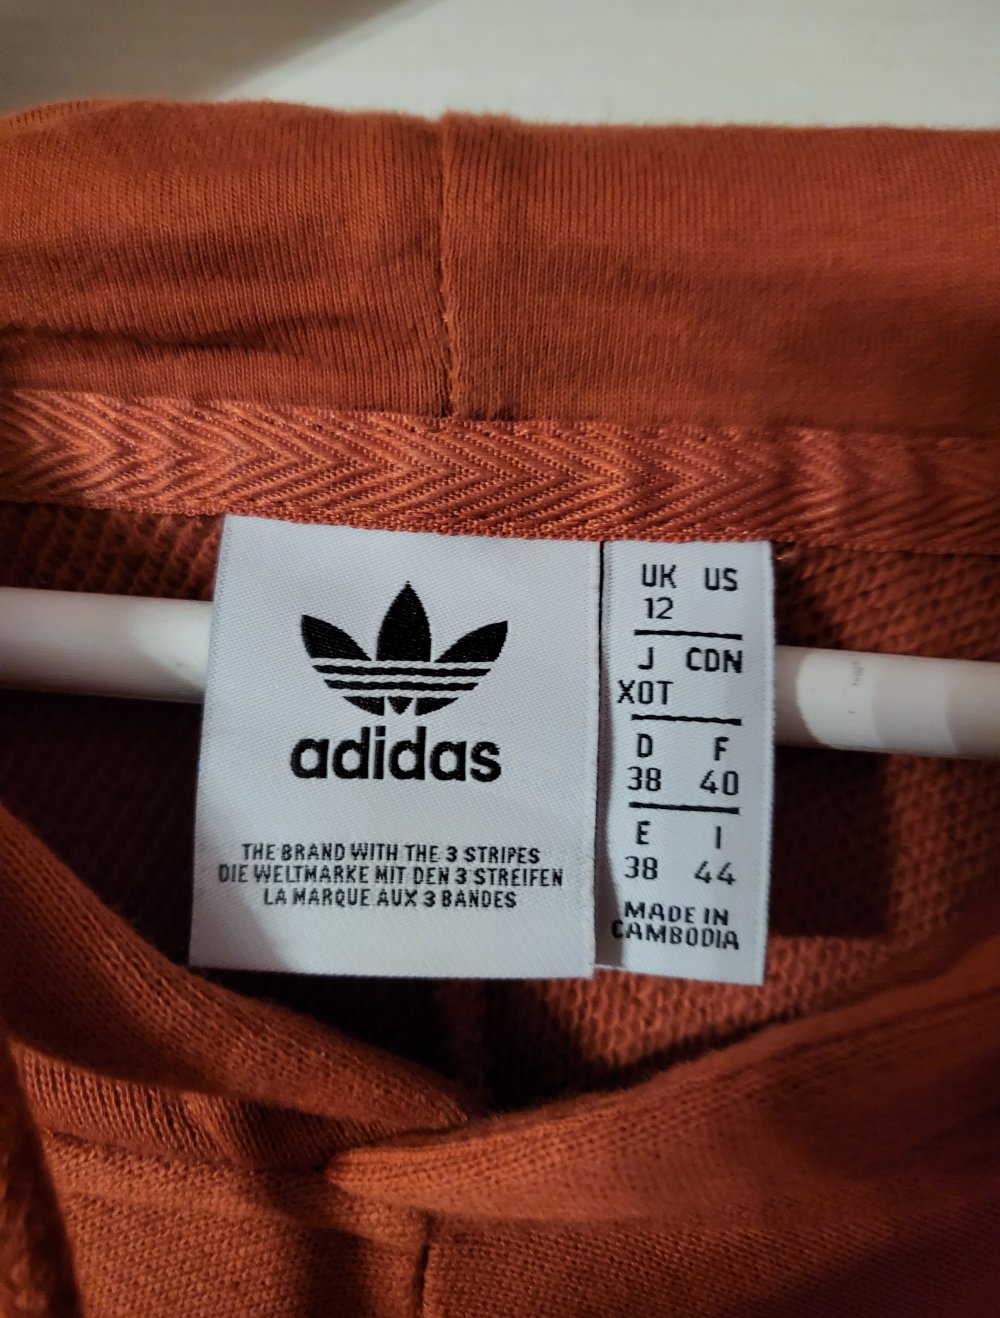 adidas
THE BRAND WITH THE 3 STRIPES
DIE WELTMARKE MIT DEN 3 STREIFEN
LA MARQUE AUX 3 BANDES
UK US
12
J CDN
XOT
D F
38 40
E I
38 44
MADE IN
CAMBODIA